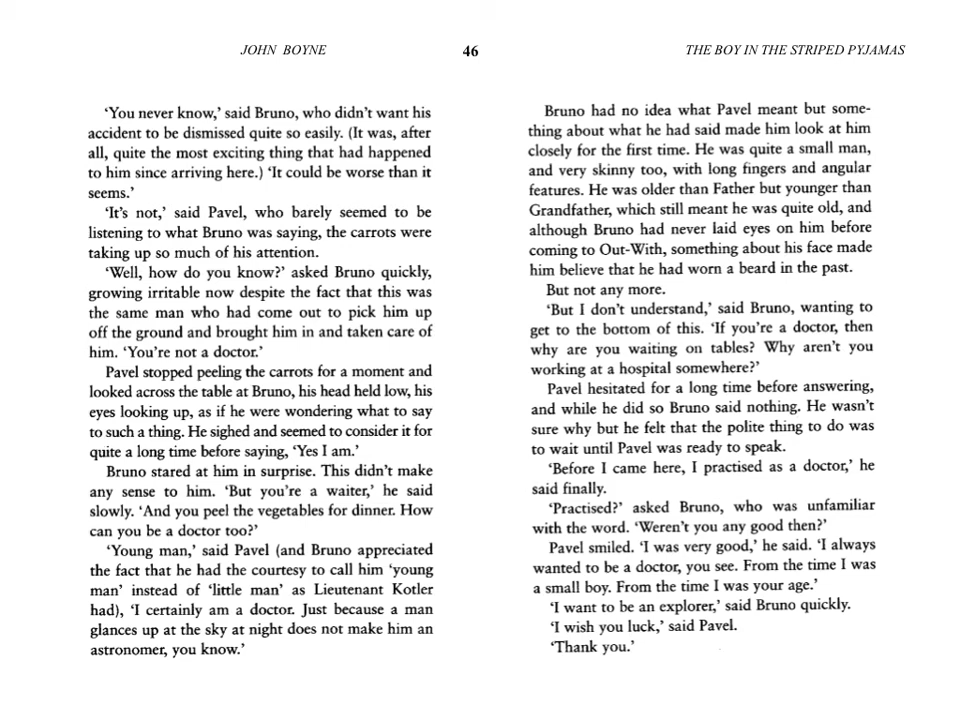 JOHN BOYNE
46
THE BOY IN THE STRIPED PYJAMAS
‘You never know,’ said Bruno, who didn’t want his
accident to be dismissed quite so easily. (It was, after
all, quite the most exciting thing that had happened
to him since arriving here.) ‘It could be worse than it
seems.’
‘It’s not,’ said Pavel, who barely seemed to be
listening to what Bruno was saying, the carrots were
taking up so much of his attention.
‘Well, how do you know?’ asked Bruno quickly,
growing irritable now despite the fact that this was
the same man who had come out to pick him up
off the ground and brought him in and taken care of
him. ‘You’re not a doctor.’
Pavel stopped peeling the carrots for a moment and
looked across the table at Bruno, his head held low, his
eyes looking up, as if he were wondering what to say
to such a thing. He sighed and seemed to consider it for
quite a long time before saying, ‘Yes I am.’
Bruno stared at him in surprise. This didn’t make
any sense to him. ‘But you’re a waiter,’ he said
slowly. ‘And you peel the vegetables for dinner. How
can you be a doctor too?’
‘Young man,’ said Pavel (and Bruno appreciated
the fact that he had the courtesy to call him ‘young
man’ instead of ‘little man’ as Lieutenant Kotler
had), ‘I certainly am a doctor. Just because a man
glances up at the sky at night does not make him an
astronomer, you know.’
Bruno had no idea what Pavel meant but some-
thing about what he had said made him look at him
closely for the first time. He was quite a small man,
and very skinny too, with long fingers and angular
features. He was older than Father but younger than
Grandfather, which still meant he was quite old, and
although Bruno had never laid eyes on him before
coming to Out-With, something about his face made
him believe that he had worn a beard in the past.
But not any more.
‘But I don’t understand,’ said Bruno, wanting to
get to the bottom of this. ‘If you’re a doctor, then
why are you waiting on tables? Why aren’t you
working at a hospital somewhere?’
Pavel hesitated for a long time before answering,
and while he did so Bruno said nothing. He wasn’t
sure why but he felt that the polite thing to do was
to wait until Pavel was ready to speak.
‘Before I came here, I practised as a doctor,’ he
said finally.
‘Practised?’ asked Bruno, who was unfamiliar
with the word. ‘Weren’t you any good then?’
Pavel smiled. ‘I was very good,’ he said. ‘I always
wanted to be a doctor, you see. From the time I was
a small boy. From the time I was your age.’
‘I want to be an explorer,’ said Bruno quickly.
‘I wish you luck,’ said Pavel.
‘Thank you.’